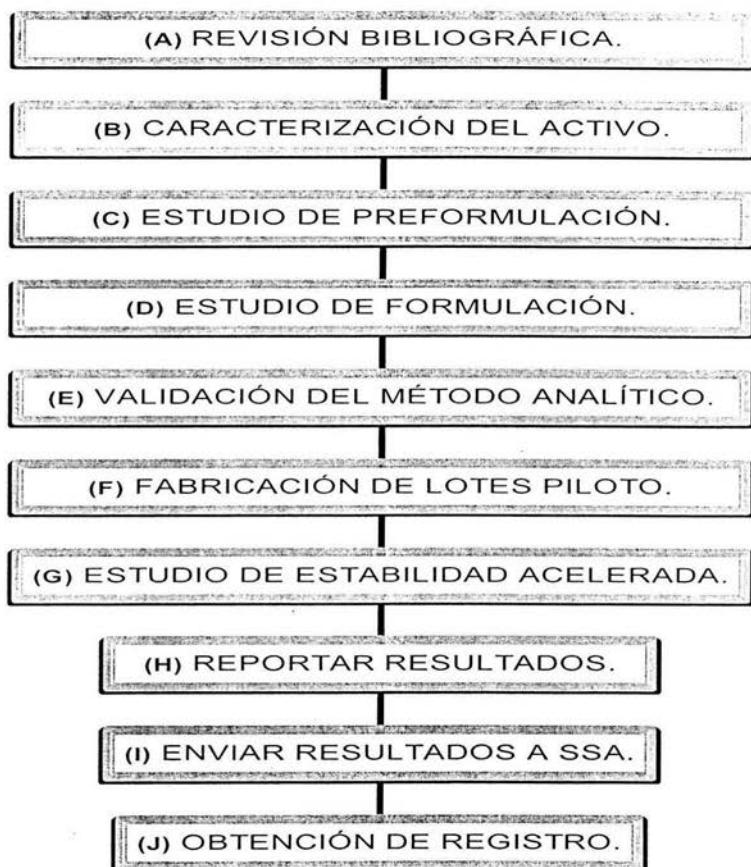 (A) REVISIÓN BIBLIOGRÁFICA.
(B) CARACTERIZACIÓN DEL ACTIVO.
(C) ESTUDIO DE PREFORMULACIÓN.
(D) ESTUDIO DE FORMULACIÓN.
(E) VALIDACIÓN DEL MÉTODO ANALÍTICO.
(F) FABRICACIÓN DE LOTES PILOTO.
(G) ESTUDIO DE ESTABILIDAD ACELERADA.
(H) REPORTAR RESULTADOS.
(I) ENVIAR RESULTADOS A SSA.
(J) OBTENCIÓN DE REGISTRO.